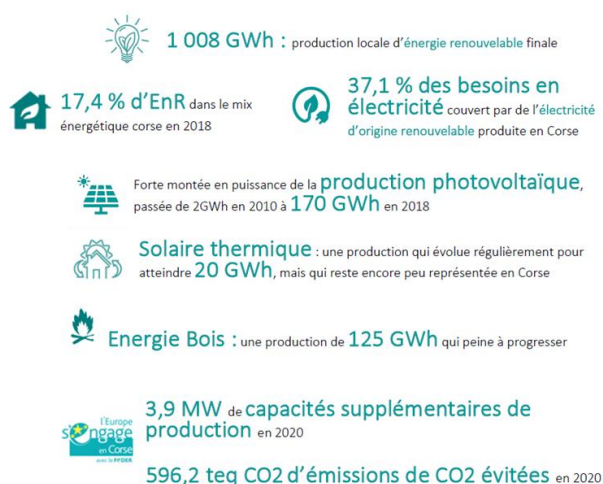 1 008 GWh : production locale d'énergie renouvelable finale
17,4 % d'EnR dans le mix
énergétique corse en 2018
37,1 % des besoins en
électricité couvert par de l'électricité
d'origine renouvelable produite en Corse
Forte montée en puissance de la production photovoltaïque,
passée de 2GWh en 2010 à 170 GWh en 2018
Solaire thermique : une production qui évolue régulièrement pour
atteindre 20 GWh, mais qui reste encore peu représentée en Corse
Energie Bois : une production de 125 GWh qui peine à progresser
l'Europe
s'engage
en Corse
avec le FEDER
3,9 MW de capacités supplémentaires de
production en 2020
596,2 teq CO2 d'émissions de CO2 évitées en 2020